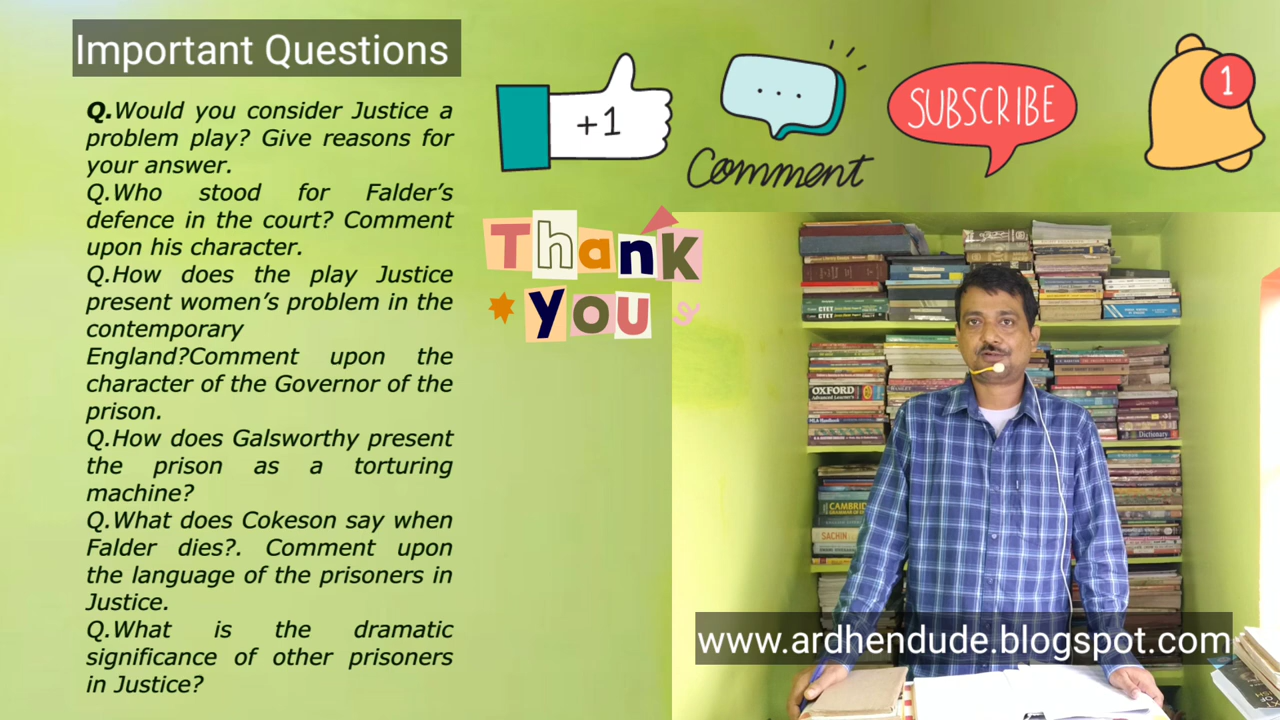 Important Questions
Q.Would you consider Justice a
problem play? Give reasons for
your answer.
Q.Who stood for Falder's
defence in the court? Comment
upon his character.
Q.How does the play Justice
present women's problem in the
contemporary
England?Comment upon the
character of the Governor of the
prison.
Q.How does Galsworthy present
the prison as a torturing
machine?
Q.What does Cokeson say when
Falder dies?. Comment upon
the language of the prisoners in
Justice.
Q.What is the dramatic
significance of other prisoners
in Justice?
+1
Comment
SUBSCRIBE
1
Thank
You
OXFORD
Dictionary
CAMBRIDGE
SACHIN
www.ardhendude.blogspot.com